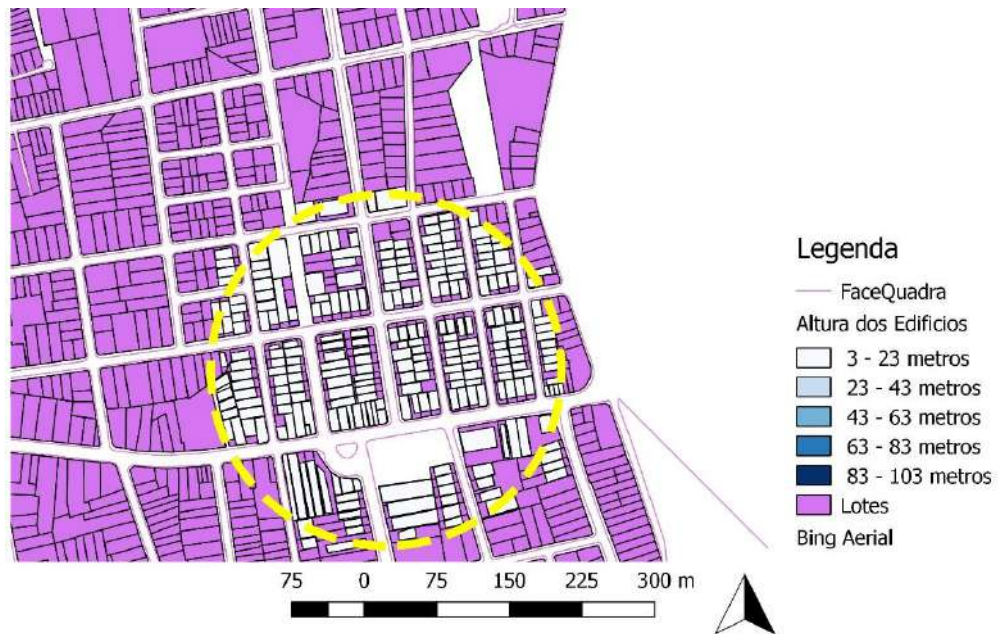 Legenda
FaceQuadra
Altura dos Edificios
3 - 23 metros
23 - 43 metros
43 - 63 metros
63 - 83 metros
83 - 103 metros
Lotes
Bing Aerial
75 0 75 150 225 300 m